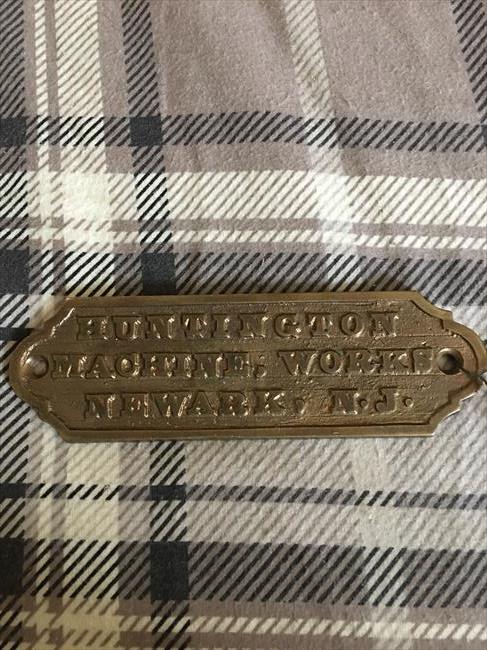 HUNTINGTON
MACHINE, WORKS
NEWARK, N.J.